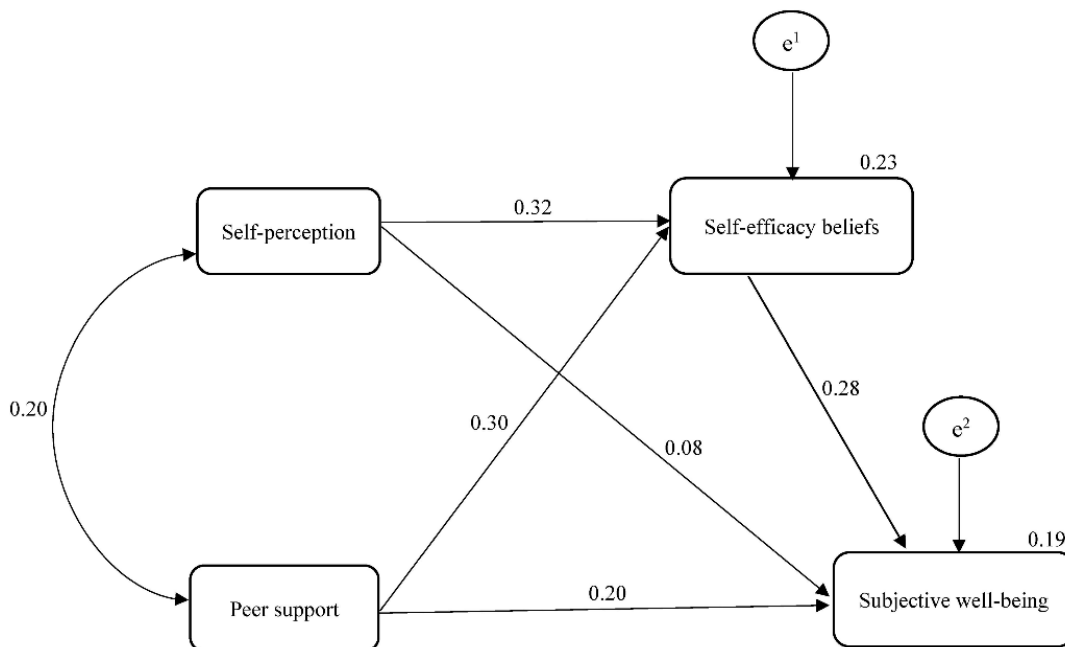 e¹
0.23
Self-perception
0.32
Self-efficacy beliefs
0.20
0.30
0.08
0.28
e²
0.19
Peer support
0.20
Subjective well-being